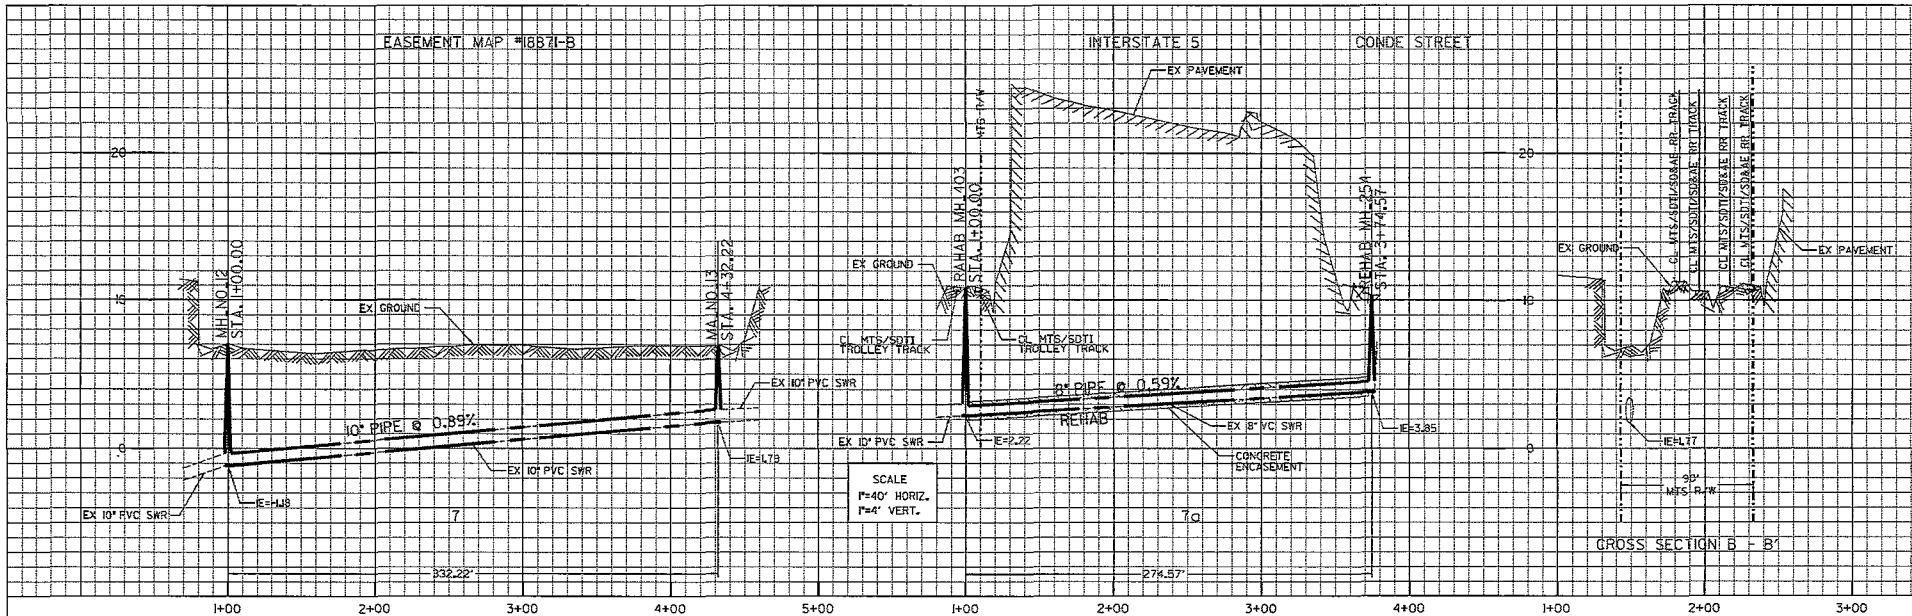 EASEMENT MAP #18871-B
INTERSTATE 5
CONDE STREET
EX PAVEMENT
MTS R/W
20
20
MH NO. 12
STA. 1+00.00
MA. NO. 13
STA. 4+32.22
RAHAB MH. 403
STA. 1+00.00
REHAB MH. 254
STA. 3+74.57
CL MTS/SDTI/SD&AE RR TRACK
CL MTS/SDTI/SD&AE RR TRACK
CL MTS/SDTI/SD&AE RR TRACK
CL MTS/SDTI/SD&AE RR TRACK
EX GROUND
EX PAVEMENT
EX GROUND
EX GROUND
10
10
CL MTS/SDTI
TROLLEY TRACK
CL MTS/SDTI
TROLLEY TRACK
EX 10" PVC SWR
10" PIPE @ 0.89%
8" PIPE @ 0.59%
REHAB
EX 8" VC SWR
IE=3.85
EX 10" PVC SWR
IE=2.22
IE=1.77
0
0
CONCRETE
ENCASEMENT
EX 10" PVC SWR
IE=1.79
SCALE
1"=40' HORIZ.
1"=4' VERT.
90'
MTS R/W
EX 10" PVC SWR
IE=-1.18
7
7a
CROSS SECTION B - B'
332.22'
274.57'
1+00
2+00
3+00
4+00
5+00
1+00
2+00
3+00
4+00
1+00
2+00
3+00